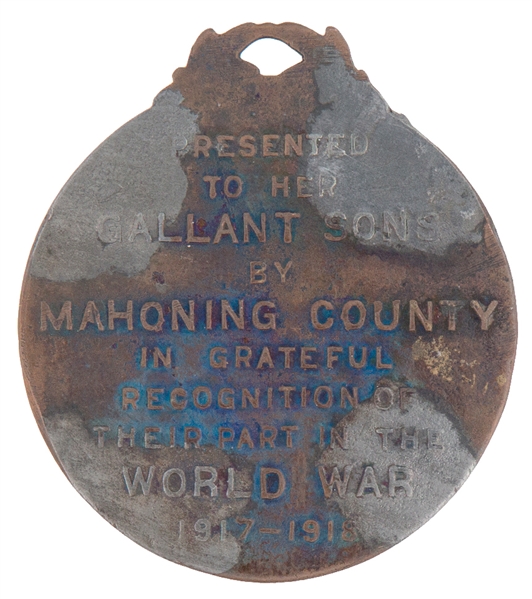 PRESENTED
TO HER
GALLANT SONS
BY
MAHONING COUNTY
IN GRATEFUL
RECOGNITION OF
THEIR PART IN THE
WORLD WAR
1917-1918